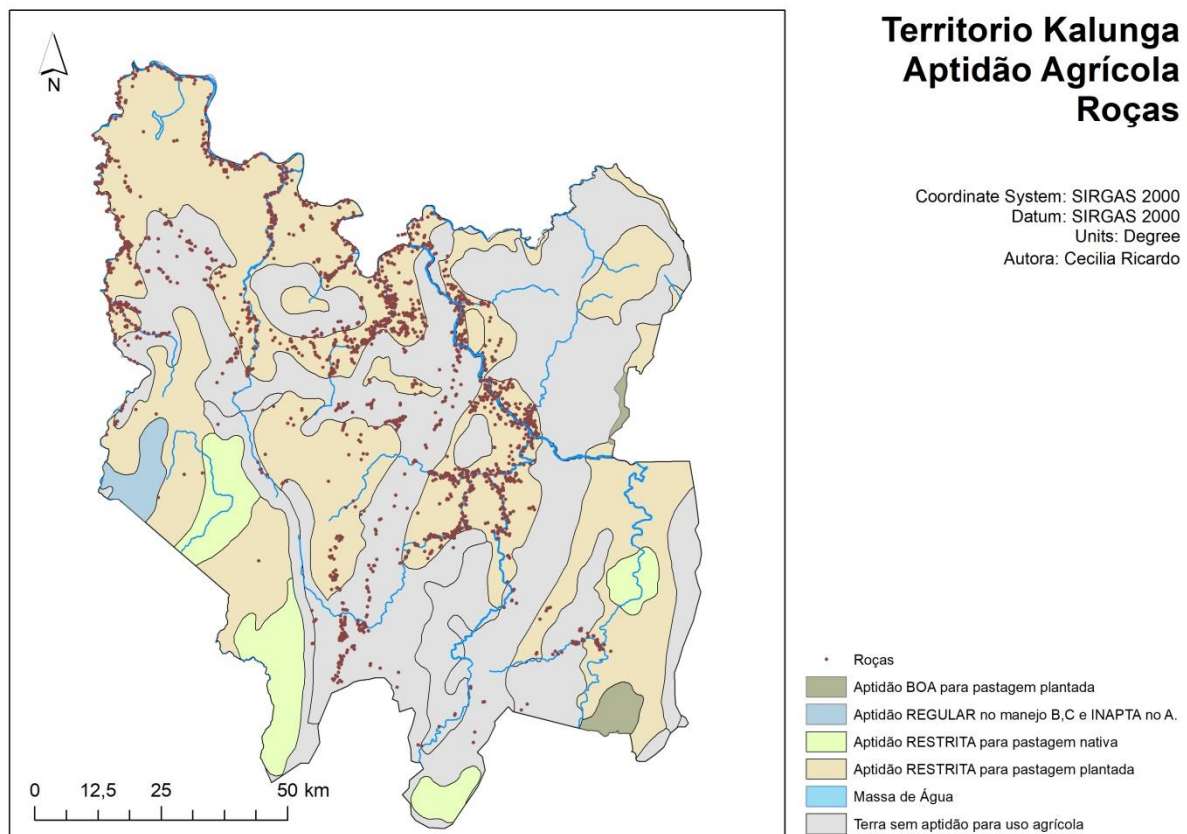 Territorio Kalunga
Aptidão Agrícola
Roças
Coordinate System: SIRGAS 2000
Datum: SIRGAS 2000
Units: Degree
Autora: Cecilia Ricardo
N
Roças
Aptidão BOA para pastagem plantada
Aptidão REGULAR no manejo B,C e INAPTA no A.
Aptidão RESTRITA para pastagem nativa
Aptidão RESTRITA para pastagem plantada
Massa de Água
Terra sem aptidão para uso agrícola
0 12,5 25 50 km